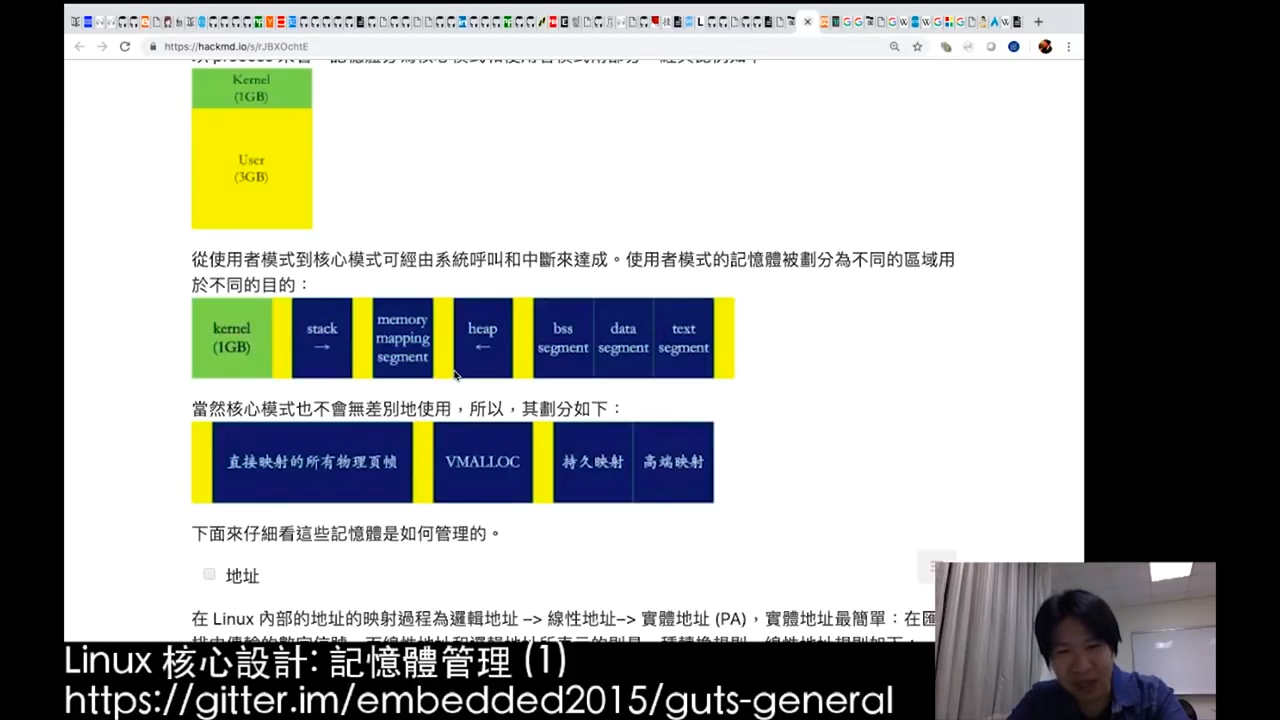 https://hackmd.io/s/rJBXOchtE
Kernel
(1GB)
User
(3GB)
從使用者模式到核心模式可經由系統呼叫和中斷來達成。使用者模式的記憶體被劃分為不同的區域用
於不同的目的：
kernel
(1GB)
stack
→
memory
mapping
segment
heap
←
bss
segment
data
segment
text
segment
當然核心模式也不會無差別地使用，所以，其劃分如下：
直接映射的所有物理頁幀
VMALLOC
持久映射
高端映射
下面來仔細看這些記憶體是如何管理的。
地址
在 Linux 內部的地址的映射過程為邏輯地址 –> 線性地址–> 實體地址 (PA)，實體地址最簡單：在匯
Linux 核心設計: 記憶體管理 (1)
https://gitter.im/embedded2015/guts-general